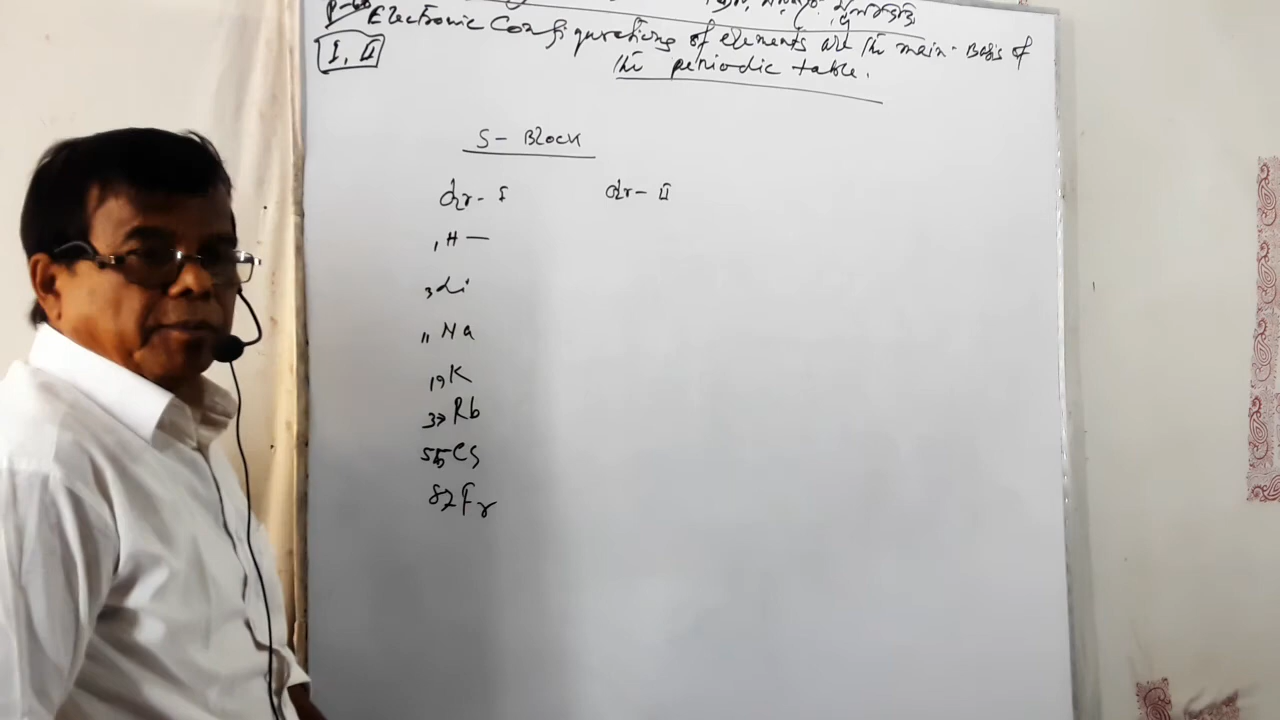 Electronic Configurations of elements are the main-Basis of
I, II
the periodic table.
S- Block
gr- I gr- II
1H —
3Li
11Na
19K
37Rb
55Cs
87Fr